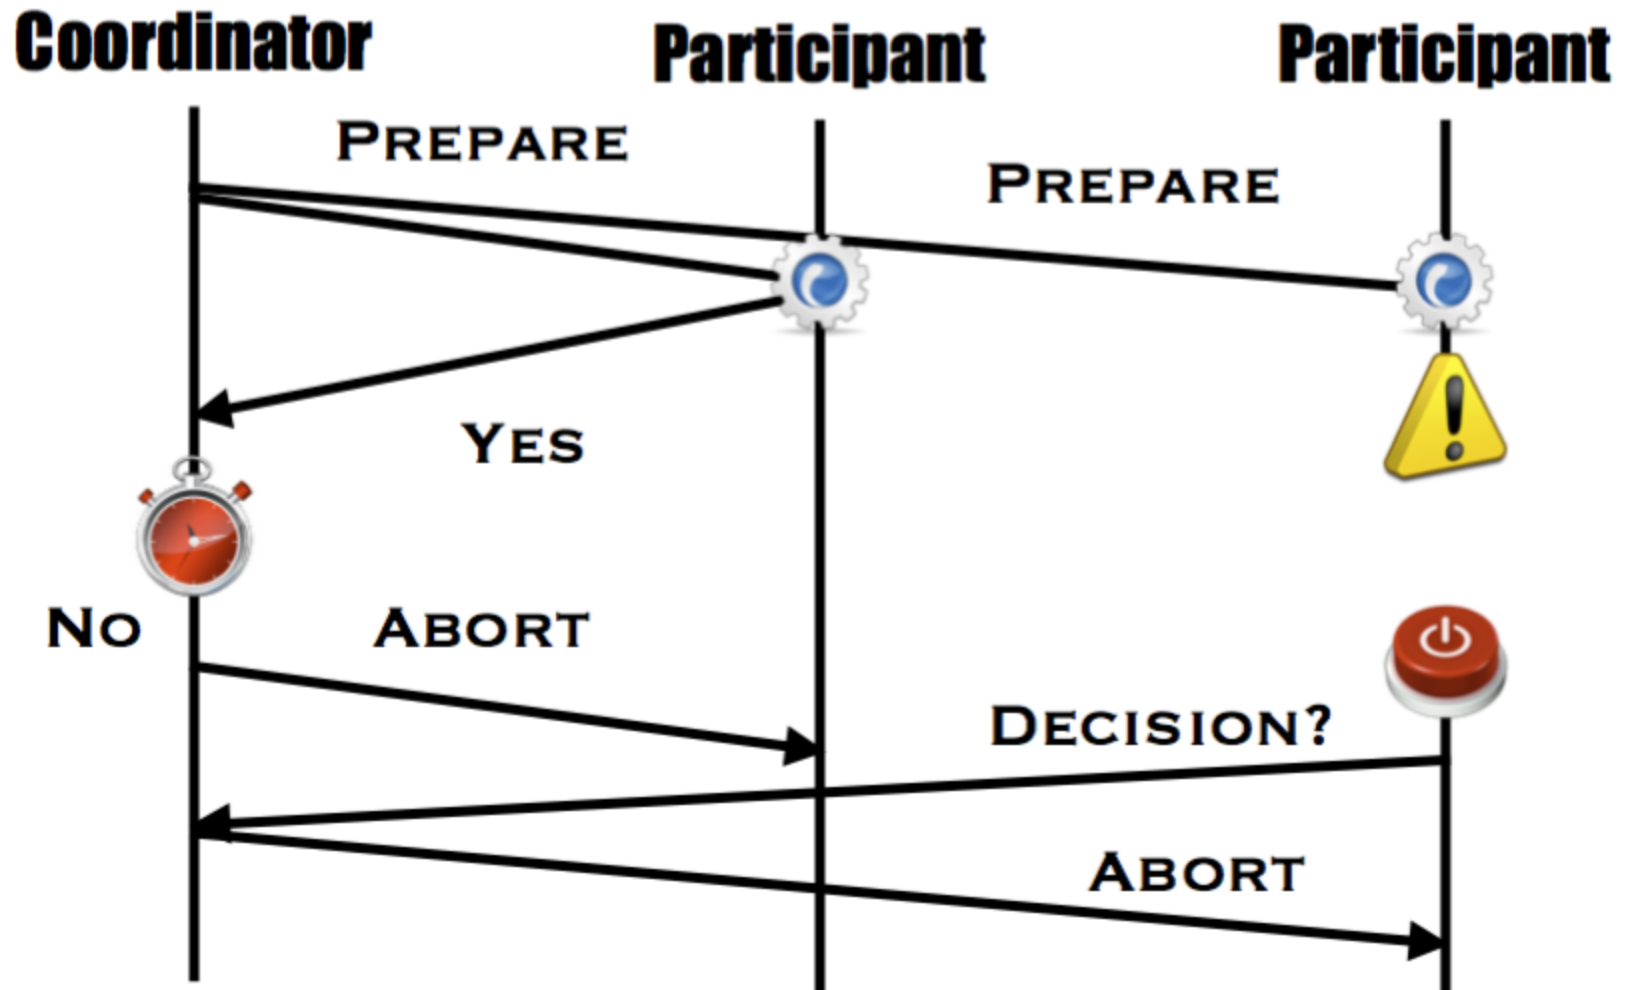 Coordinator
Participant
Participant
PREPARE
PREPARE
YES
NO
ABORT
DECISION?
ABORT